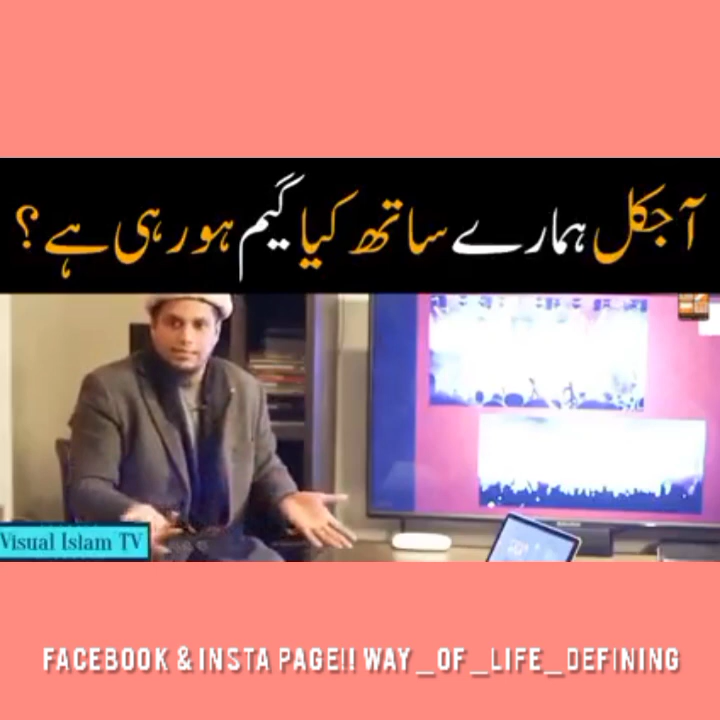 آجکل ہمارے ساتھ کیا گیم ہو رہی ہے ؟
Visual Islam TV
FACEBOOK & INSTA PAGE!! WAY_OF_LIFE_DEFINING